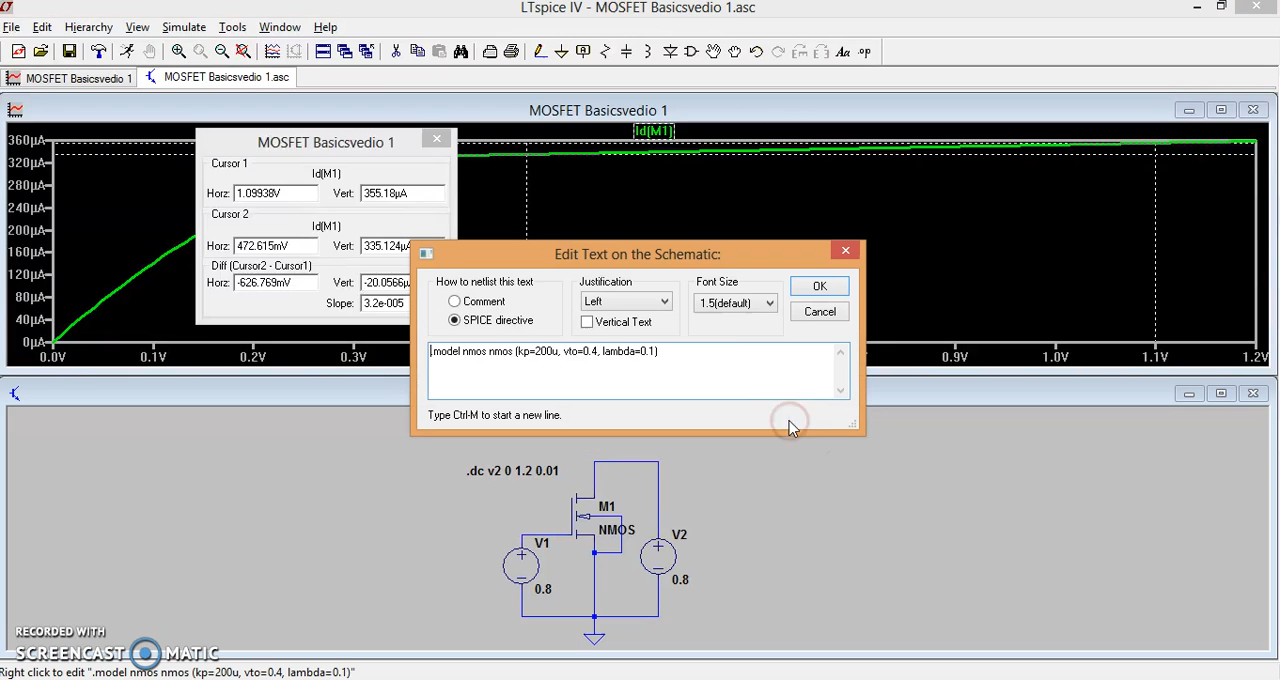 LTspice IV - MOSFET Basicsvedio 1.asc
File Edit Hierarchy View Simulate Tools Window Help
Aa .op
MOSFET Basicsvedio 1 MOSFET Basicsvedio 1.asc
MOSFET Basicsvedio 1
Id(M1)
360µA
320µA
280µA
240µA
200µA
160µA
120µA
80µA
40µA
0µA
0.0V 0.1V 0.2V 0.3V 0.9V 1.0V 1.1V 1.2V
MOSFET Basicsvedio 1
Cursor 1
Id(M1)
Horz: 1.09938V Vert: 355.18µA
Cursor 2
Id(M1)
Horz: 472.615mV Vert: 335.124µA
Diff (Cursor2 - Cursor1)
Horz: -626.769mV Vert: -20.0566µ
Slope: 3.2e-005
Edit Text on the Schematic:
How to netlist this text
Comment
SPICE directive
Justification
Left
Vertical Text
Font Size
1.5(default)
OK
Cancel
.model nmos nmos (kp=200u, vto=0.4, lambda=0.1)
Type Ctrl-M to start a new line.
.dc v2 0 1.2 0.01
M1
NMOS
V1
0.8
V2
0.8
RECORDED WITH
SCREENCAST MATIC
Right click to edit ".model nmos nmos (kp=200u, vto=0.4, lambda=0.1)"